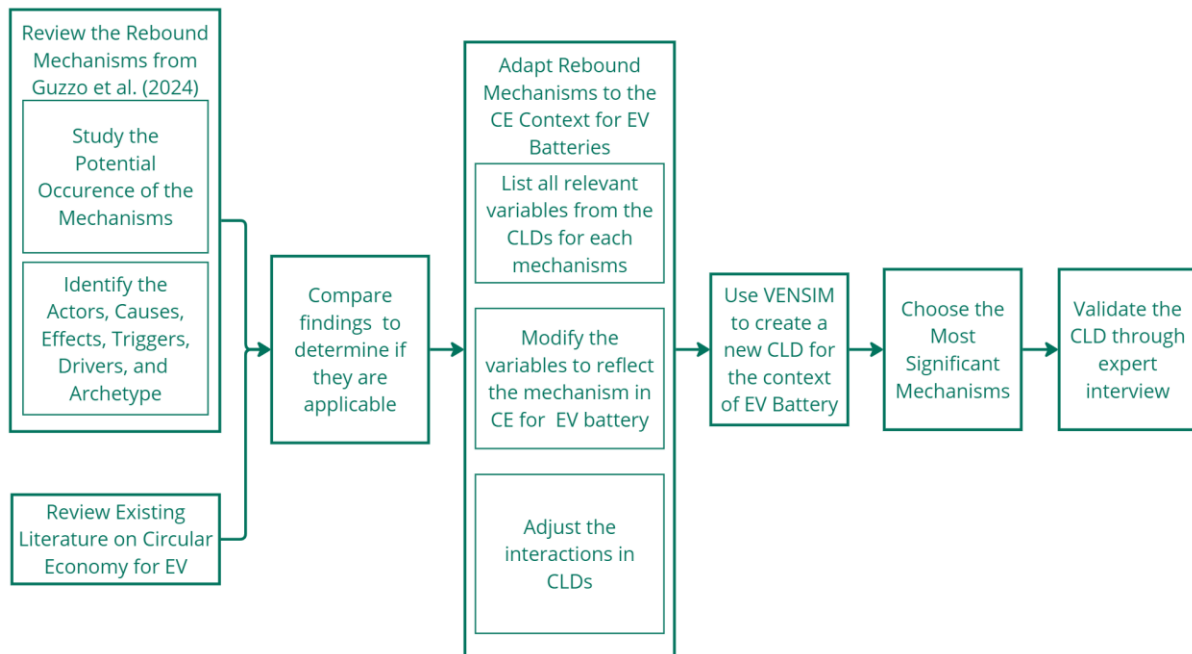 Review the Rebound
Mechanisms from
Guzzo et al. (2024)
Study the
Potential
Occurence of the
Mechanisms
Identify the
Actors, Causes,
Effects, Triggers,
Drivers, and
Archetype
Review Existing
Literature on Circular
Economy for EV
Compare
findings to
determine if
they are
applicable
Adapt Rebound
Mechanisms to the
CE Context for EV
Batteries
List all relevant
variables from the
CLDs for each
mechanisms
Modify the
variables to reflect
the mechanism in
CE for EV battery
Adjust the
interactions in
CLDs
Use VENSIM
to create a
new CLD for
the context
of EV Battery
Choose the
Most
Significant
Mechanisms
Validate the
CLD through
expert
interview